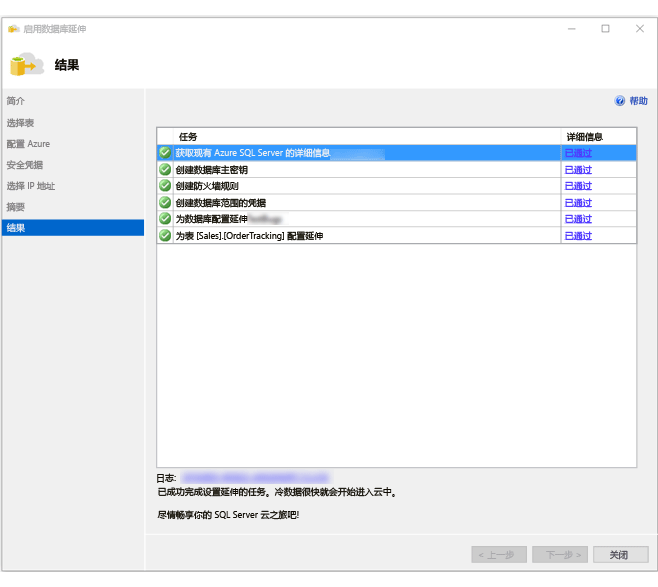 启用数据库延伸
结果
简介
选择表
配置 Azure
安全凭据
选择 IP 地址
摘要
结果
帮助
任务 详细信息
获取现有 Azure SQL Server 的详细信息 已通过
创建数据库主密钥 已通过
创建防火墙规则 已通过
创建数据库范围的凭据 已通过
为数据库配置延伸 已通过
为表 [Sales].[OrderTracking] 配置延伸 已通过
日志:
已成功完成设置延伸的任务。冷数据很快就会开始进入云中。
尽情畅享你的 SQL Server 云之旅吧!
< 上一步 下一步 > 关闭